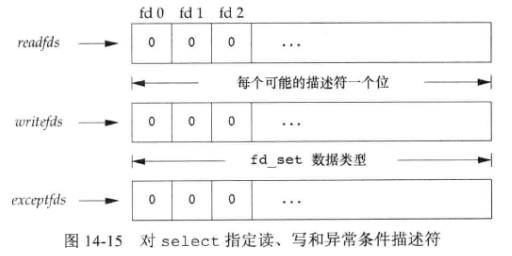 fd 0 fd 1 fd 2
readfds 0 0 0 ...
每个可能的描述符一个位
writefds 0 0 0 ...
fd_set 数据类型
exceptfds 0 0 0 ...
图 14-15 对 select 指定读、写和异常条件描述符